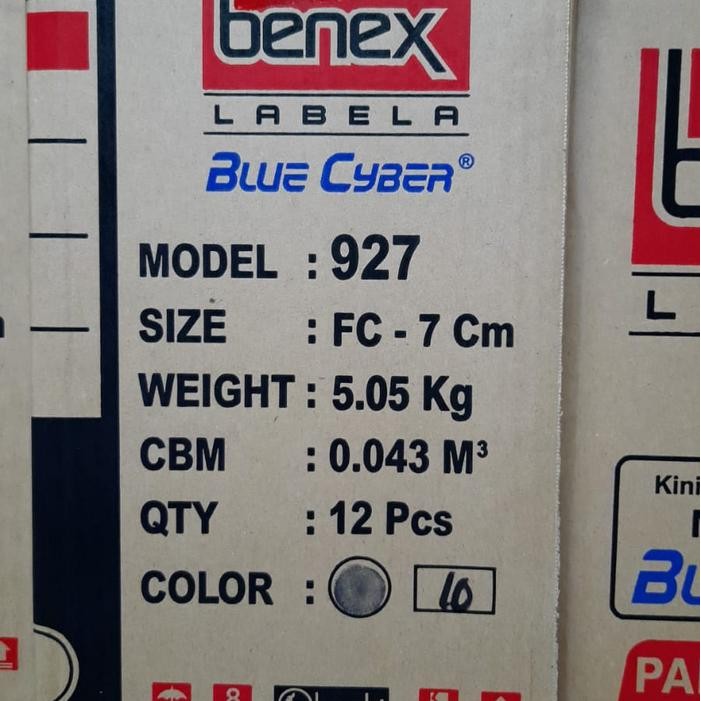 benex
LABELA
BLUE CYBER®
MODEL : 927
SIZE : FC - 7 Cm
WEIGHT : 5.05 Kg
CBM : 0.043 M³
QTY : 12 Pcs
COLOR : 10
Kini